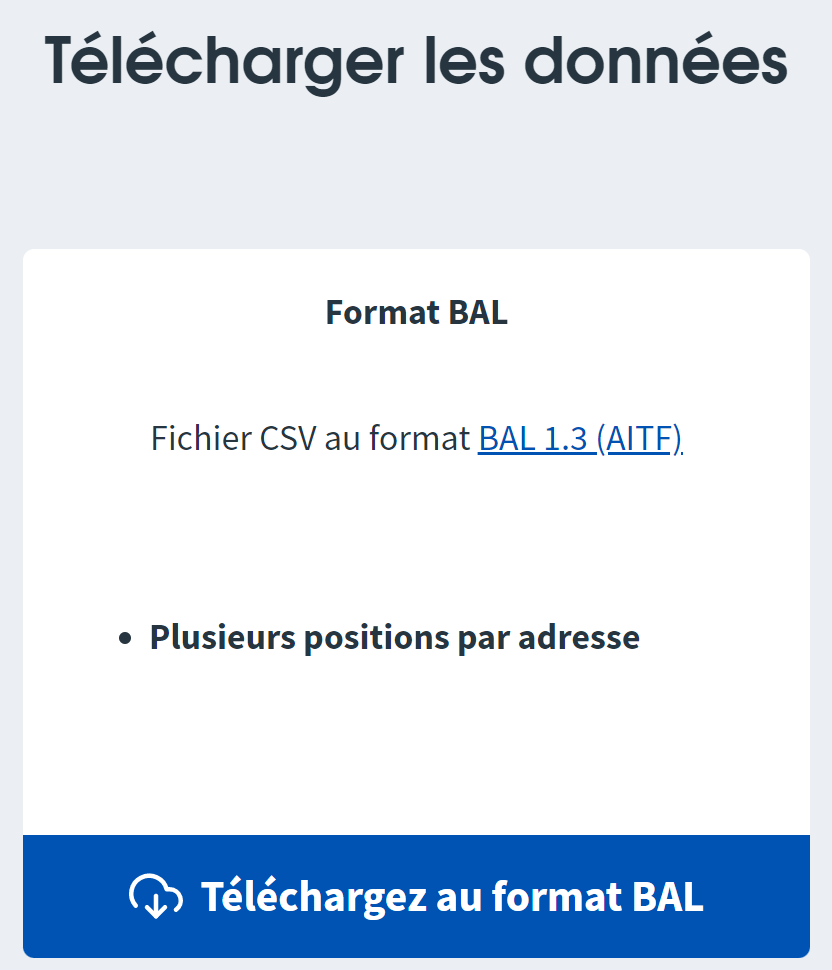 Télécharger les données
Format BAL
Fichier CSV au format BAL 1.3 (AITF)
• Plusieurs positions par adresse
Téléchargez au format BAL